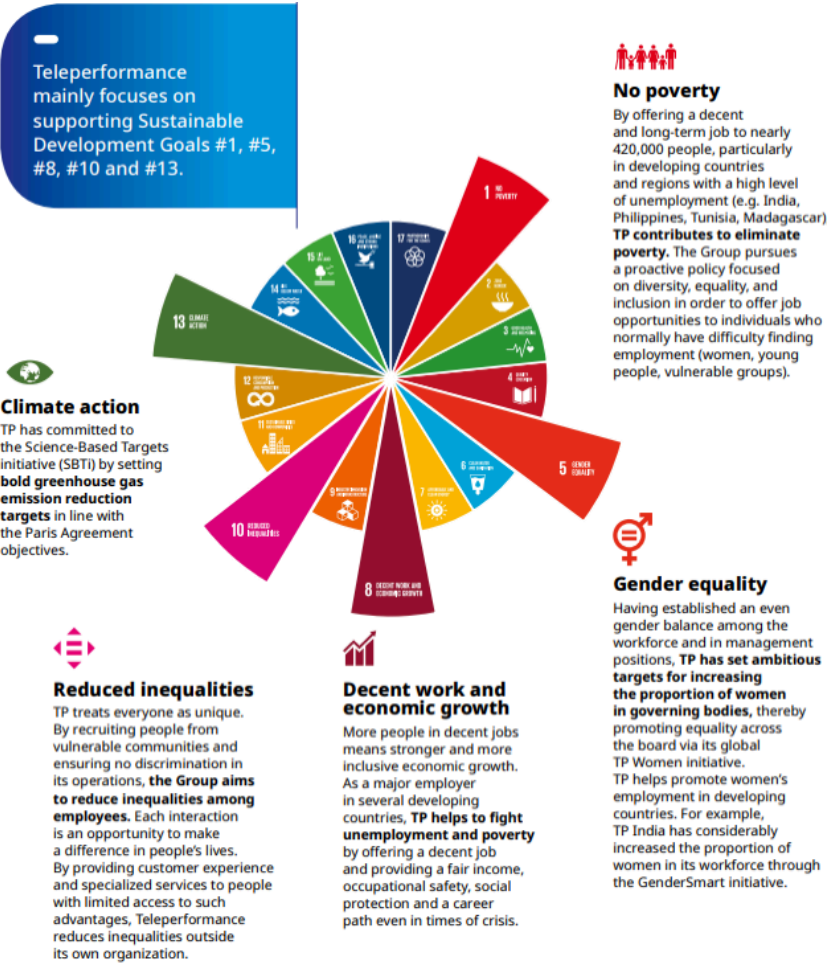 Teleperformance
mainly focuses on
supporting Sustainable
Development Goals #1, #5,
#8, #10 and #13.
No poverty
By offering a decent
and long-term job to nearly
420,000 people, particularly
in developing countries
and regions with a high level
of unemployment (e.g. India,
Philippines, Tunisia, Madagascar)
TP contributes to eliminate
poverty. The Group pursues
a proactive policy focused
on diversity, equality, and
inclusion in order to offer job
opportunities to individuals who
normally have difficulty finding
employment (women, young
people, vulnerable groups).
1 NO
POVERTY
2
3
4
5 GENDER
EQUALITY
6
7
8 DECENT WORK AND
ECONOMIC GROWTH
9
10 REDUCED
INEQUALITIES
11
12
13 CLIMATE
ACTION
14
15
16
17
Climate action
TP has committed to
the Science-Based Targets
initiative (SBTi) by setting
bold greenhouse gas
emission reduction
targets in line with
the Paris Agreement
objectives.
Gender equality
Having established an even
gender balance among the
workforce and in management
positions, TP has set ambitious
targets for increasing
the proportion of women
in governing bodies, thereby
promoting equality across
the board via its global
TP Women initiative.
TP helps promote women's
employment in developing
countries. For example,
TP India has considerably
increased the proportion of
women in its workforce through
the GenderSmart initiative.
Reduced inequalities
TP treats everyone as unique.
By recruiting people from
vulnerable communities and
ensuring no discrimination in
its operations, the Group aims
to reduce inequalities among
employees. Each interaction
is an opportunity to make
a difference in people's lives.
By providing customer experience
and specialized services to people
with limited access to such
advantages, Teleperformance
reduces inequalities outside
its own organization.
Decent work and
economic growth
More people in decent jobs
means stronger and more
inclusive economic growth.
As a major employer
in several developing
countries, TP helps to fight
unemployment and poverty
by offering a decent job
and providing a fair income,
occupational safety, social
protection and a career
path even in times of crisis.